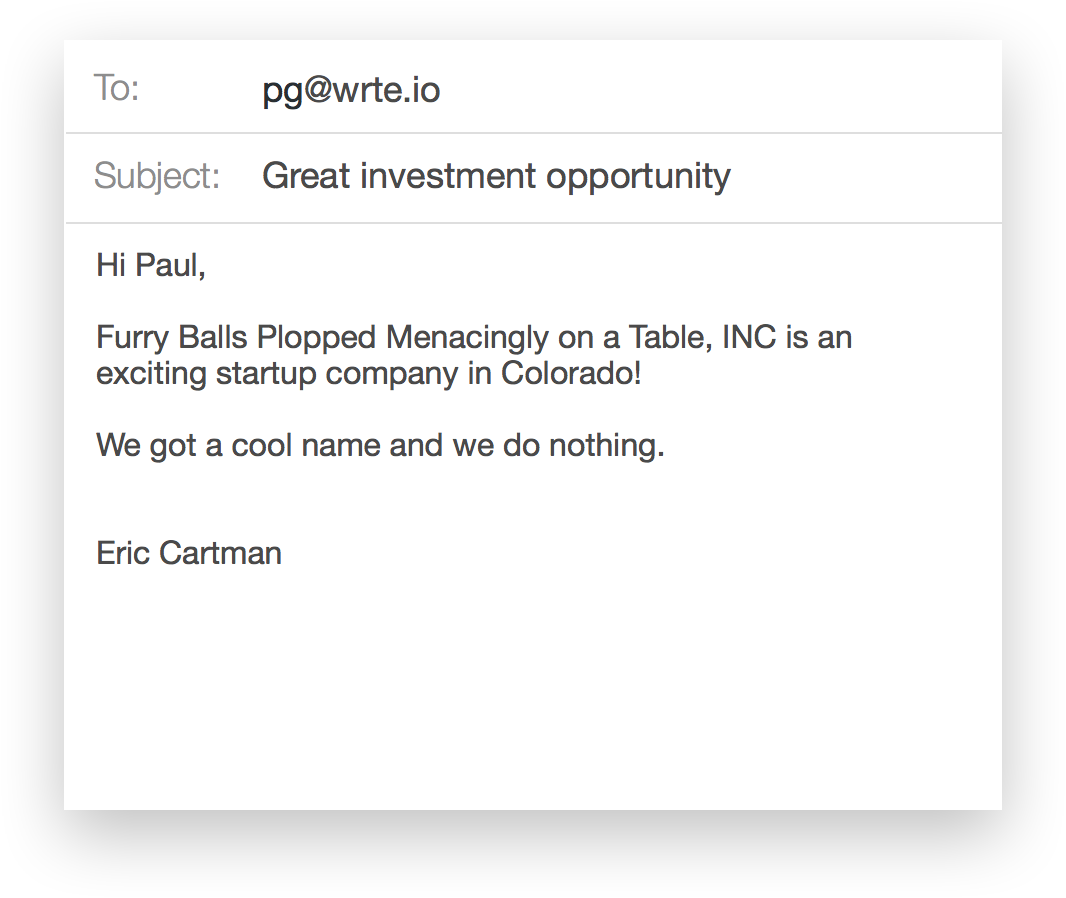 To: pg@wrte.io
Subject: Great investment opportunity
Hi Paul,
Furry Balls Plopped Menacingly on a Table, INC is an
exciting startup company in Colorado!
We got a cool name and we do nothing.
Eric Cartman